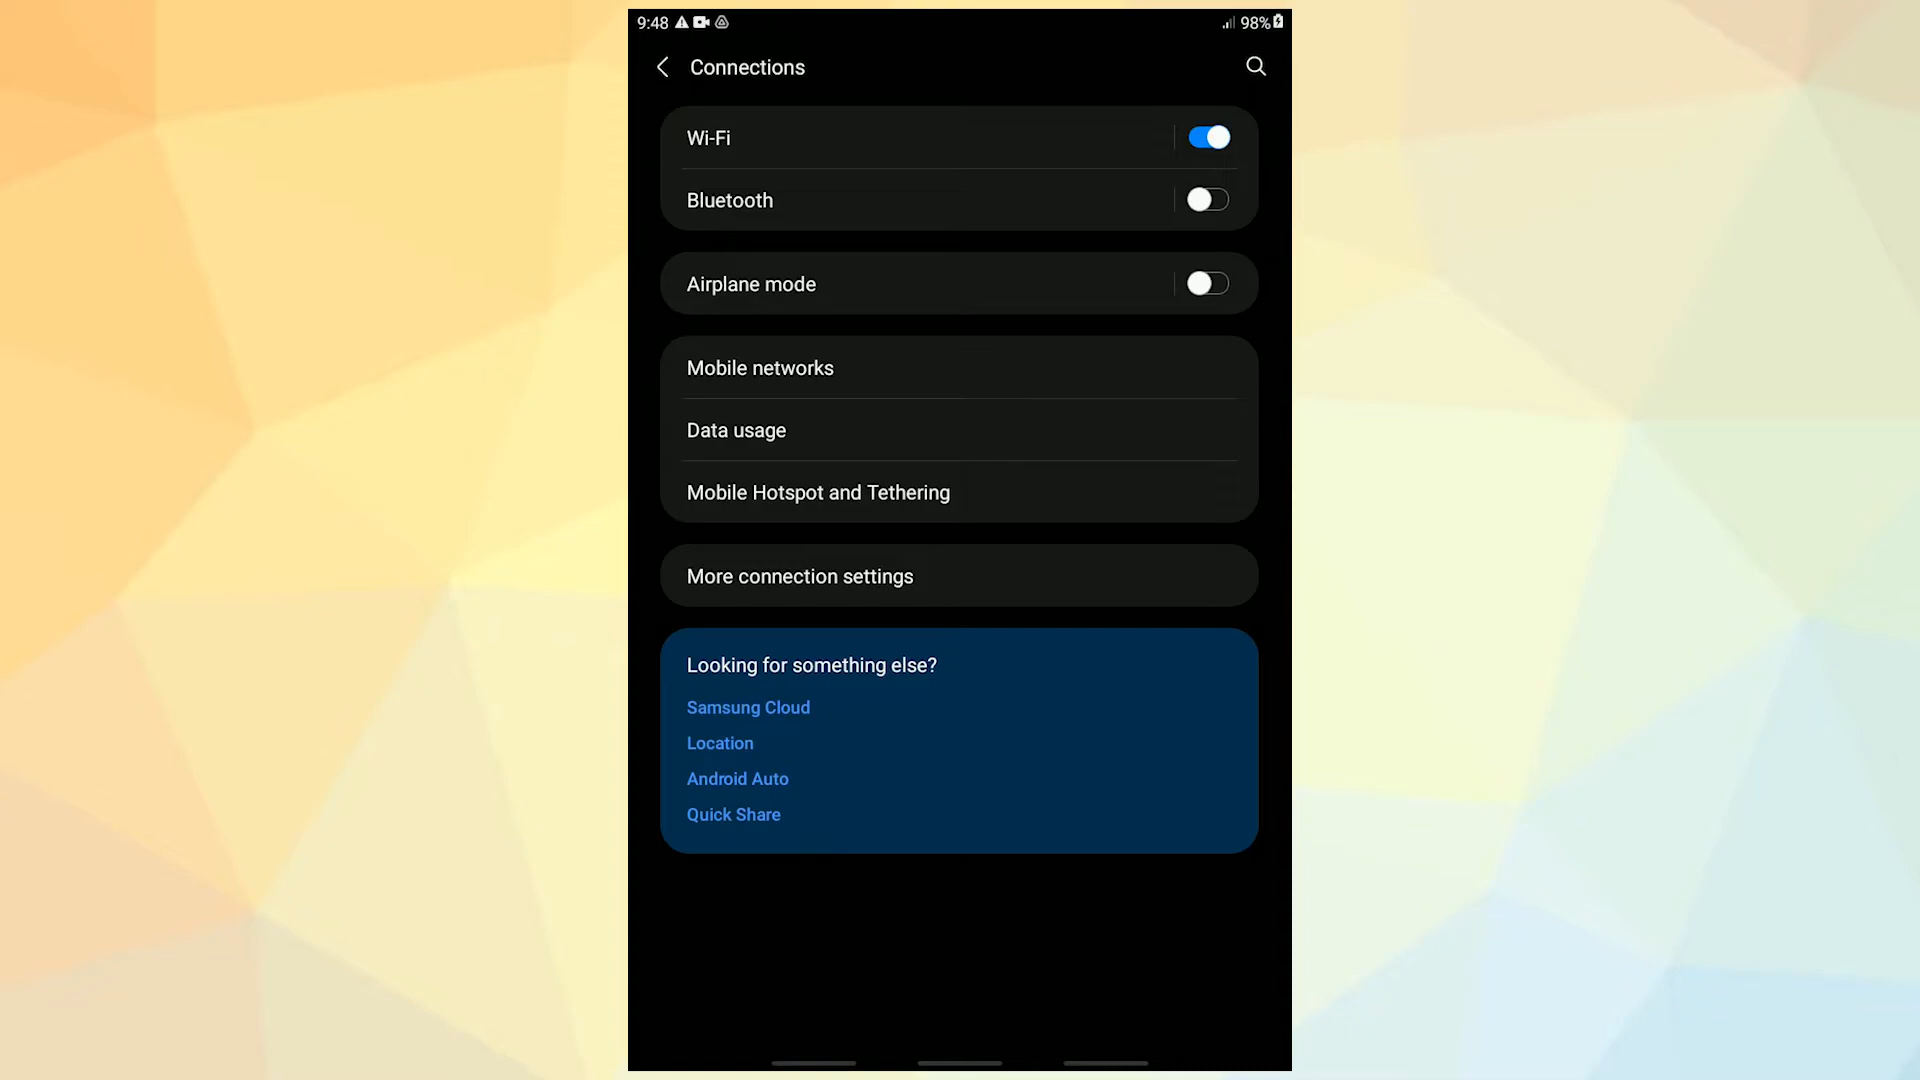 9:48 98%
Connections
Wi-Fi
Bluetooth
Airplane mode
Mobile networks
Data usage
Mobile Hotspot and Tethering
More connection settings
Looking for something else?
Samsung Cloud
Location
Android Auto
Quick Share